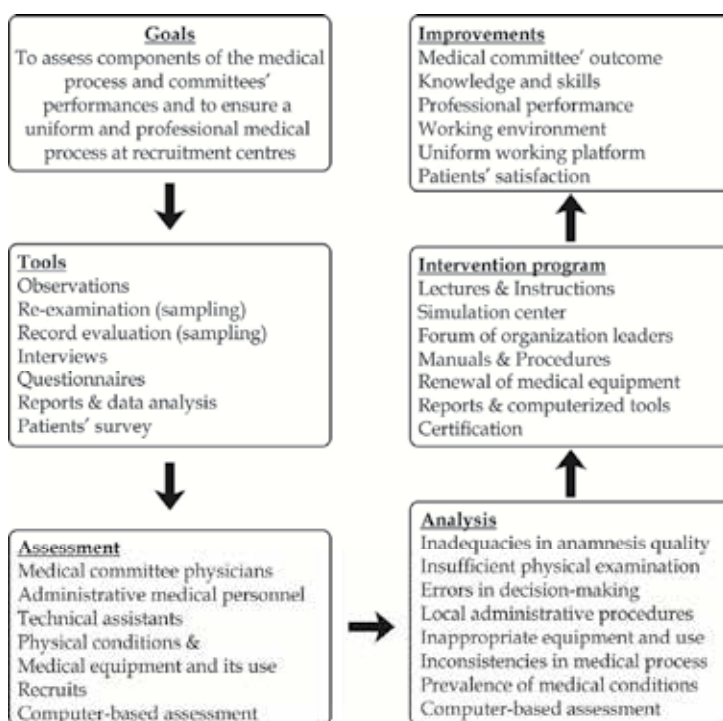 Goals
To assess components of the medical
process and committees'
performances and to ensure a
uniform and professional medical
process at recruitment centres
Tools
Observations
Re-examination (sampling)
Record evaluation (sampling)
Interviews
Questionnaires
Reports & data analysis
Patients' survey
Assessment
Medical committee physicians
Administrative medical personnel
Technical assistants
Physical conditions &
Medical equipment and its use
Recruits
Computer-based assessment
Analysis
Inadequacies in anamnesis quality
Insufficient physical examination
Errors in decision-making
Local administrative procedures
Inappropriate equipment and use
Inconsistencies in medical process
Prevalence of medical conditions
Computer-based assessment
Intervention program
Lectures & Instructions
Simulation center
Forum of organization leaders
Manuals & Procedures
Renewal of medical equipment
Reports & computerized tools
Certification
Improvements
Medical committee' outcome
Knowledge and skills
Professional performance
Working environment
Uniform working platform
Patients' satisfaction